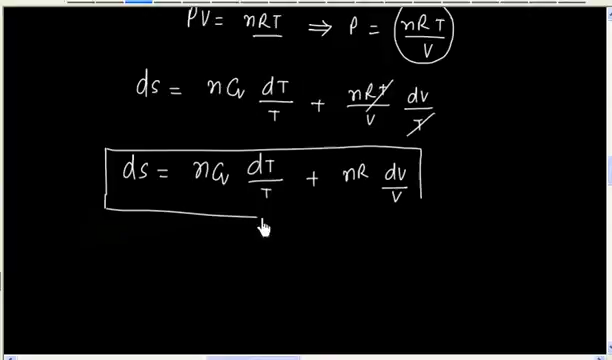 PV = nRT ⇒ P = nRT/V
ds = nCv dT/T + nRT/V dv/T
ds = nCv dT/T + nR dv/V